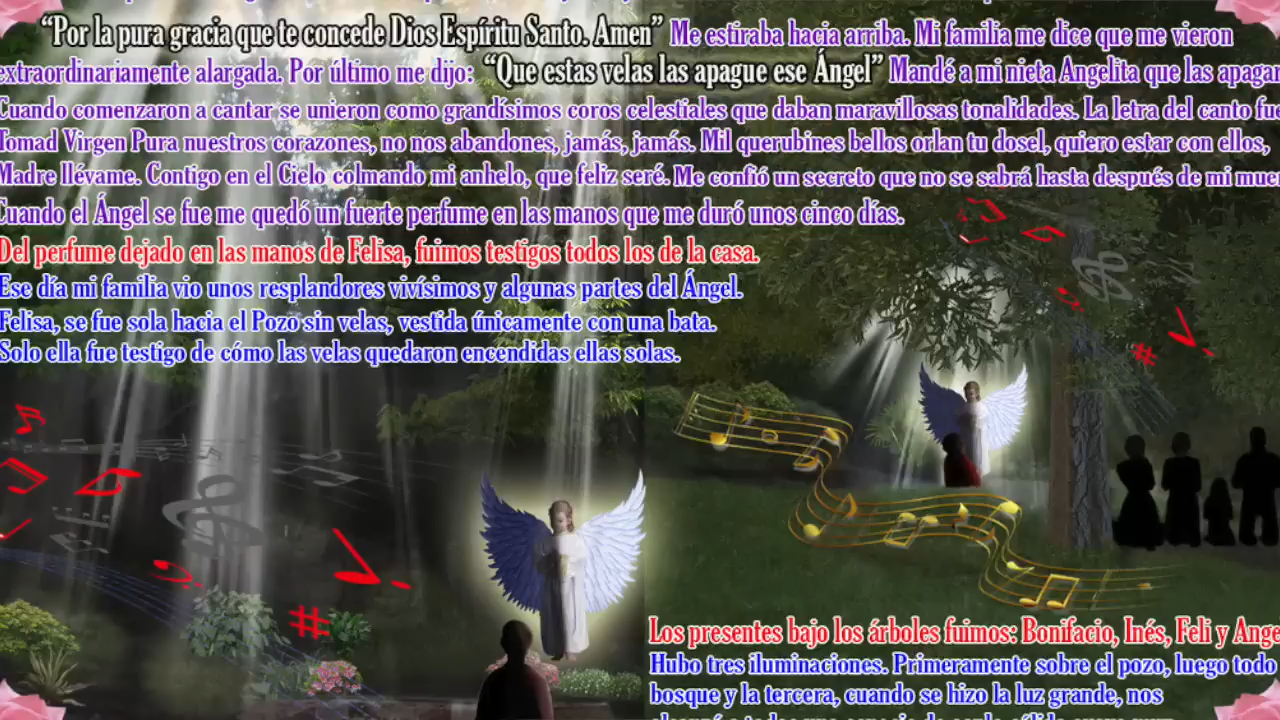 “Por la pura gracia que te concede Dios Espíritu Santo. Amen” Me estiraba hacia arriba. Mi familia me dice que me vieron
extraordinariamente alargada. Por último me dijo: “Que estas velas las apague ese Ángel” Mandé a mi nieta Angelita que las apagar
Cuando comenzaron a cantar se unieron como grandísimos coros celestiales que daban maravillosas tonalidades. La letra del canto fue
Tomad Virgen Pura nuestros corazones, no nos abandones, jamás, jamás. Mil querubines bellos orlan tu dosel, quiero estar con ellos,
Madre llévame. Contigo en el Cielo colmando mi anhelo, que feliz seré. Me confió un secreto que no se sabrá hasta después de mi muer
Cuando el Ángel se fue me quedó un fuerte perfume en las manos que me duró unos cinco días.
Del perfume dejado en las manos de Felisa, fuimos testigos todos los de la casa.
Ese día mi familia vio unos resplandores vivísimos y algunas partes del Ángel.
Felisa, se fue sola hacia el Pozo sin velas, vestida únicamente con una bata.
Solo ella fue testigo de cómo las velas quedaron encendidas ellas solas.
Los presentes bajo los árboles fuimos: Bonifacio, Inés, Feli y Ange
Hubo tres iluminaciones. Primeramente sobre el pozo, luego todo
bosque y la tercera, cuando se hizo la luz grande, nos